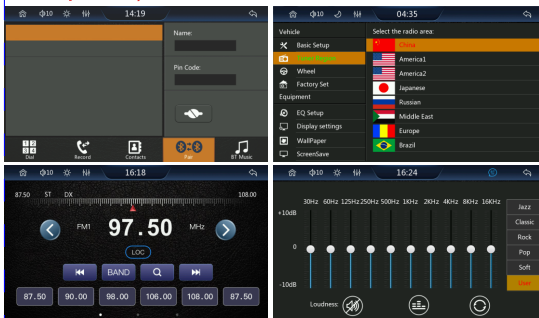 10
14:19
Name:
Pin Code:
Dial
Record
Contacts
Pair
BT Music
10
04:35
Vehicle
Select the radio area:
Basic Setup
Wheel
Factory Set
Equipment
EQ Setup
Display settings
WallPaper
ScreenSave
China
America1
America2
Japanese
Russian
Middle East
Europe
Brazil
10
16:18
87.50
ST
DX
108.00
FM1
97.50
MHz
LOC
BAND
Q
87.50
90.00
98.00
106.00
108.00
87.50
10
16:24
30Hz 60Hz 125Hz 250Hz 500Hz 1KHz 2KHz 4KHz 8KHz 16KHz
+10dB
0
-10dB
Jazz
Classic
Rock
Pop
Soft
User
Loudness: